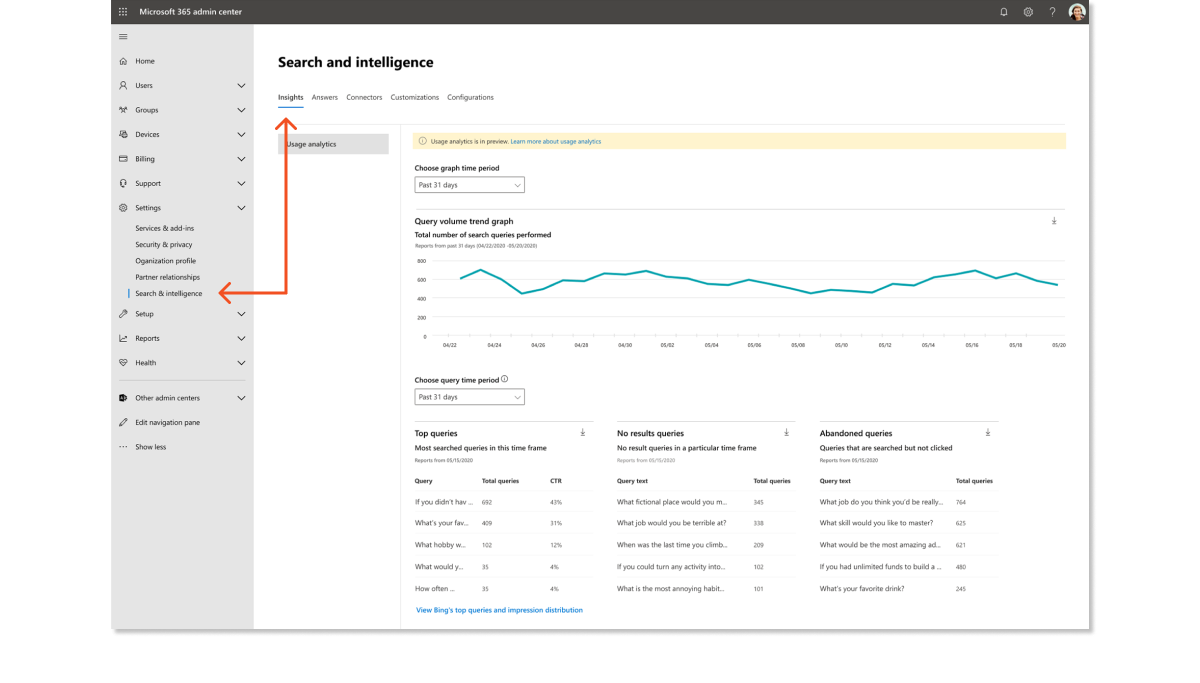 Microsoft 365 admin center
?
Home
Users
Groups
Devices
Billing
Support
Settings
Services & add-ins
Security & privacy
Oganization profile
Partner relationships
Search & intelligence
Setup
Reports
Health
Other admin centers
Edit navigation pane
Show less
Search and intelligence
Insights Answers Connectors Customizations Configurations
Usage analytics
Usage analytics is in preview. Learn more about usage analytics
Choose graph time period
Past 31 days
Query volume trend graph
Total number of search queries performed
Reports from past 31 days (04/22/2020 -05/20/2020)
800
600
400
200
0
04/22 04/24 04/26 04/28 04/30 05/02 05/04 05/06 05/08 05/10 05/12 05/14 05/16 05/18 05/20
Choose query time period
Past 31 days
Top queries
Most searched queries in this time frame
Reports from 05/15/2020
Query Total queries CTR
If you didn't hav ... 692 43%
What's your fav... 409 31%
What hobby w... 102 12%
What would y... 35 4%
How often ... 35 4%
View Bing's top queries and impression distribution
No results queries
No result queries in a particular time frame
Reports from 05/15/2020
Query text Total queries
What fictional place would you m... 345
What job would you be terrible at? 338
When was the last time you climb... 209
If you could turn any activity into... 102
What is the most annoying habit... 101
Abandoned queries
Queries that are searched but not clicked
Reports from 05/15/2020
Query text Total queries
What job do you think you'd be really... 764
What skill would you like to master? 625
What would be the most amazing ad... 621
If you had unlimited funds to build a ... 480
What's your favorite drink? 245